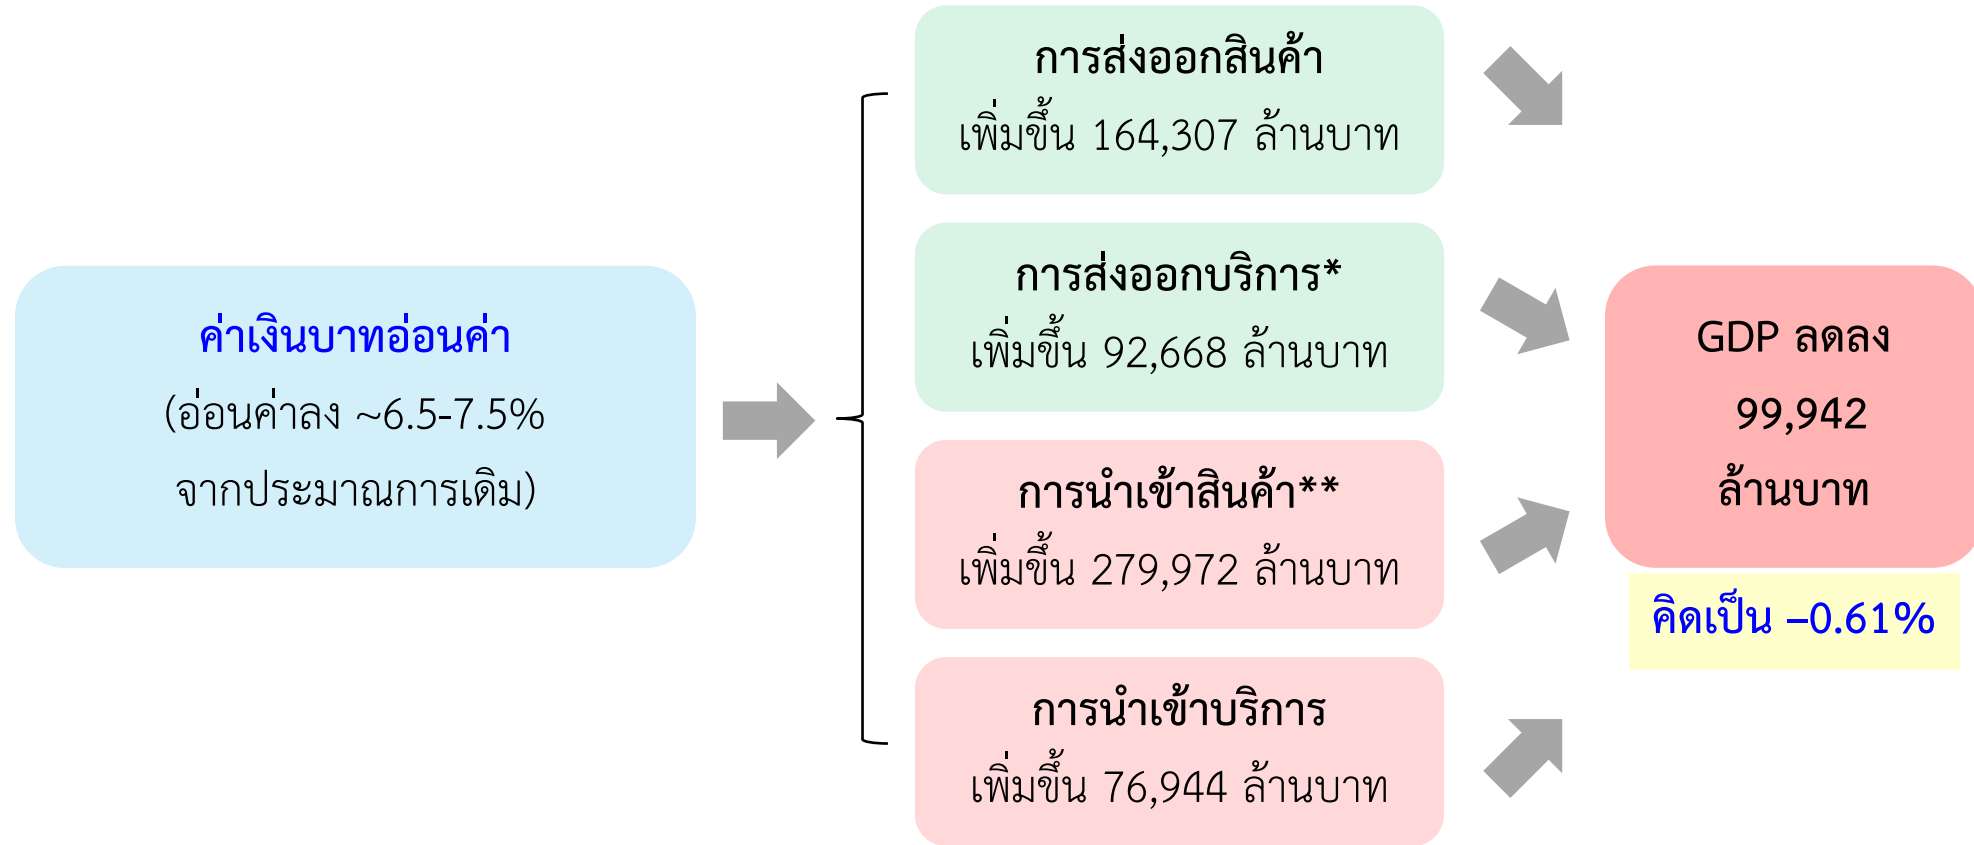 ค่าเงินบาทอ่อนค่า
(อ่อนค่าลง ~6.5-7.5%
จากประมาณการเดิม)
การส่งออกสินค้า
เพิ่มขึ้น 164,307 ล้านบาท
การส่งออกบริการ*
เพิ่มขึ้น 92,668 ล้านบาท
การนำเข้าสินค้า**
เพิ่มขึ้น 279,972 ล้านบาท
การนำเข้าบริการ
เพิ่มขึ้น 76,944 ล้านบาท
GDP ลดลง
99,942
ล้านบาท
คิดเป็น –0.61%